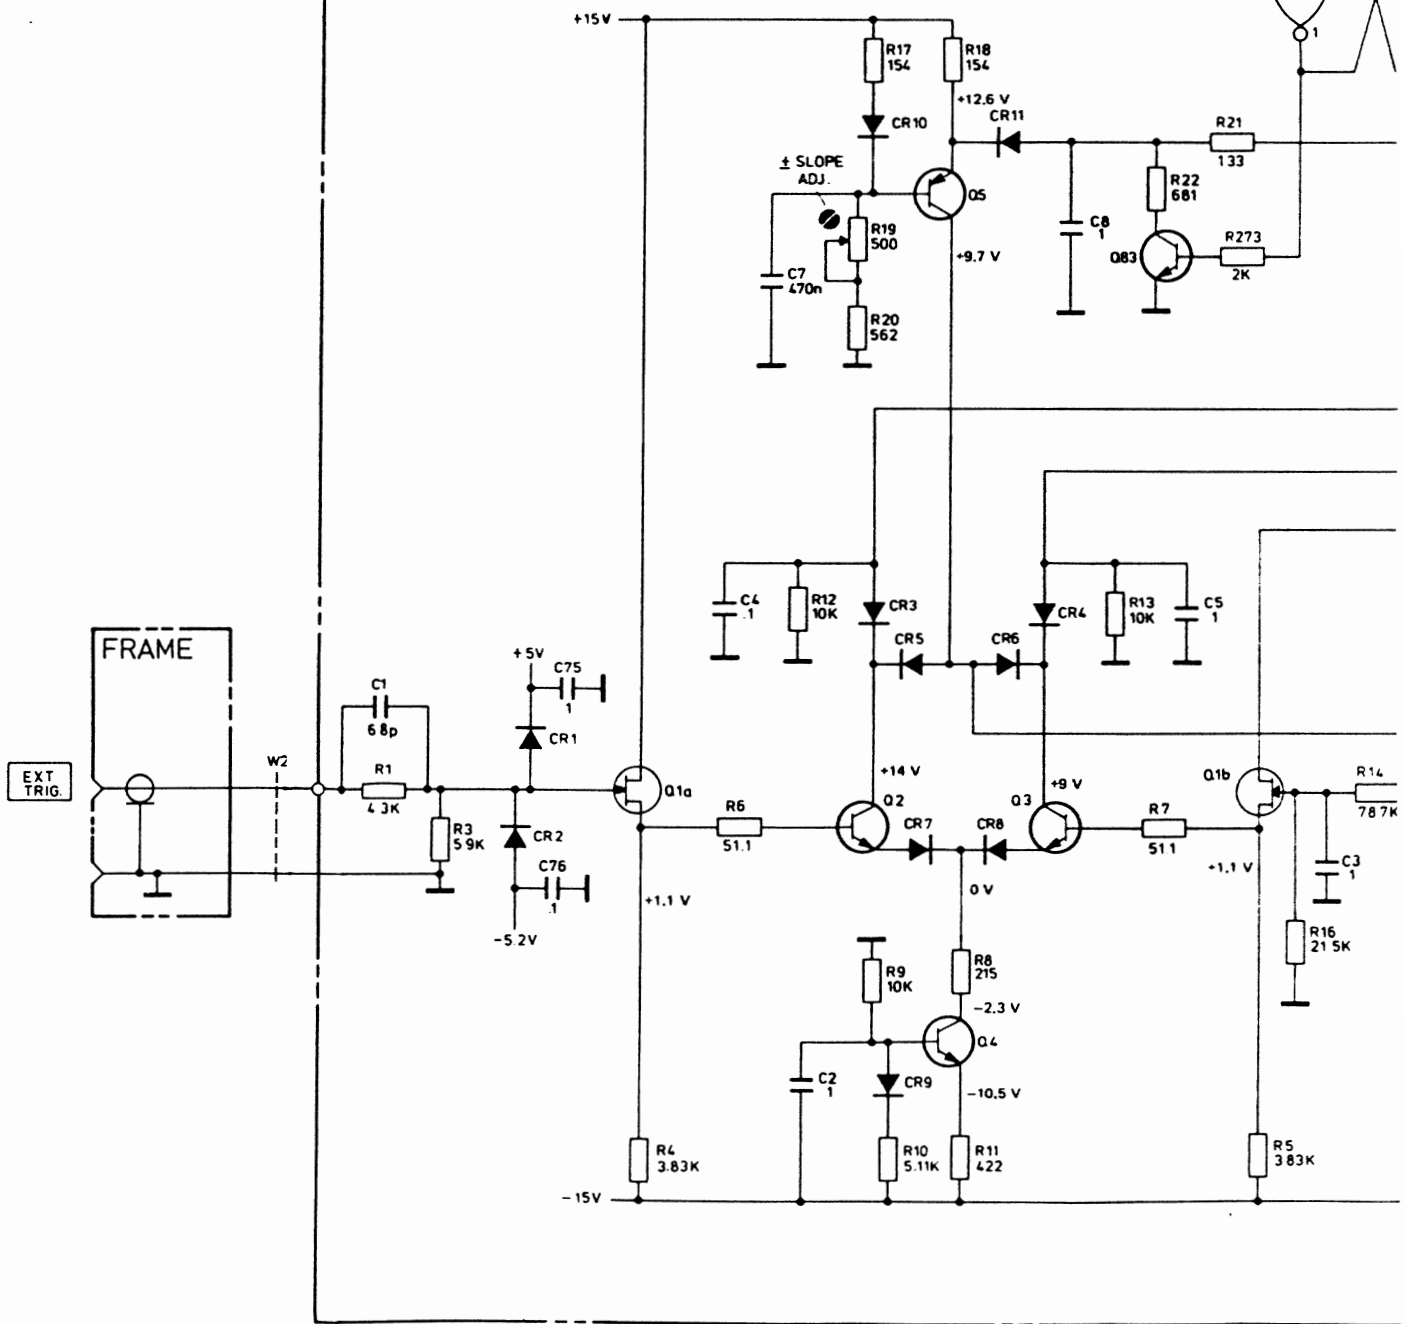 +15V
R17
154
R18
154
1
+12.6 V
CR11
CR10
R21
133
± SLOPE
ADJ.
R22
681
Q5
R19
500
C8
1
Q83
R273
2K
+9.7 V
C7
470n
R20
562
C4
.1
R12
10K
CR3
CR4
R13
10K
C5
1
CR5
CR6
FRAME
+5V
C75
1
C1
68p
CR1
W2
EXT
TRIG.
R1
4.3K
Q1a
+14 V
+9 V
Q1b
R14
78.7K
R6
51.1
Q2
CR7
CR8
Q3
R7
51.1
R3
5.9K
CR2
C76
.1
+1.1 V
0 V
+1.1 V
C3
1
-5.2V
R16
21.5K
R9
10K
R8
215
-2.3 V
Q4
C2
1
CR9
-10.5 V
R4
3.83K
R10
5.11K
R11
422
R5
3.83K
-15V